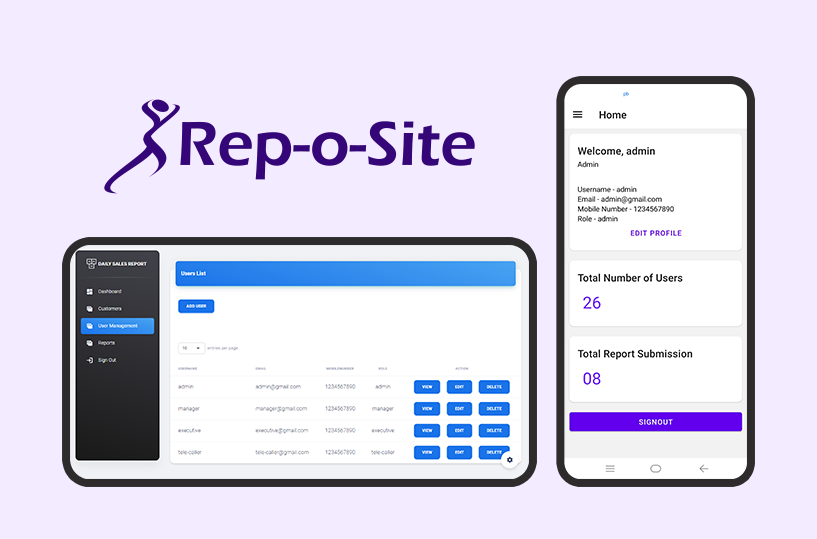 Rep-o-Site
DAILY SALES REPORT
Dashboard
Customers
User Management
Reports
Sign Out
Users List
ADD USER
10 entries per page
USERNAME EMAIL MOBILENUMBER ROLE ACTION
admin admin@gmail.com 1234567890 admin VIEW EDIT DELETE
manager manager@gmail.com 1234567890 manager VIEW EDIT DELETE
executive executive@gmail.com 1234567890 executive VIEW EDIT DELETE
tele-caller tele-caller@gmail.com 1234567890 tele-caller VIEW EDIT DELETE
Home
Welcome, admin
Admin
Username - admin
Email - admin@gmail.com
Mobile Number - 1234567890
Role - admin
EDIT PROFILE
Total Number of Users
26
Total Report Submission
08
SIGNOUT